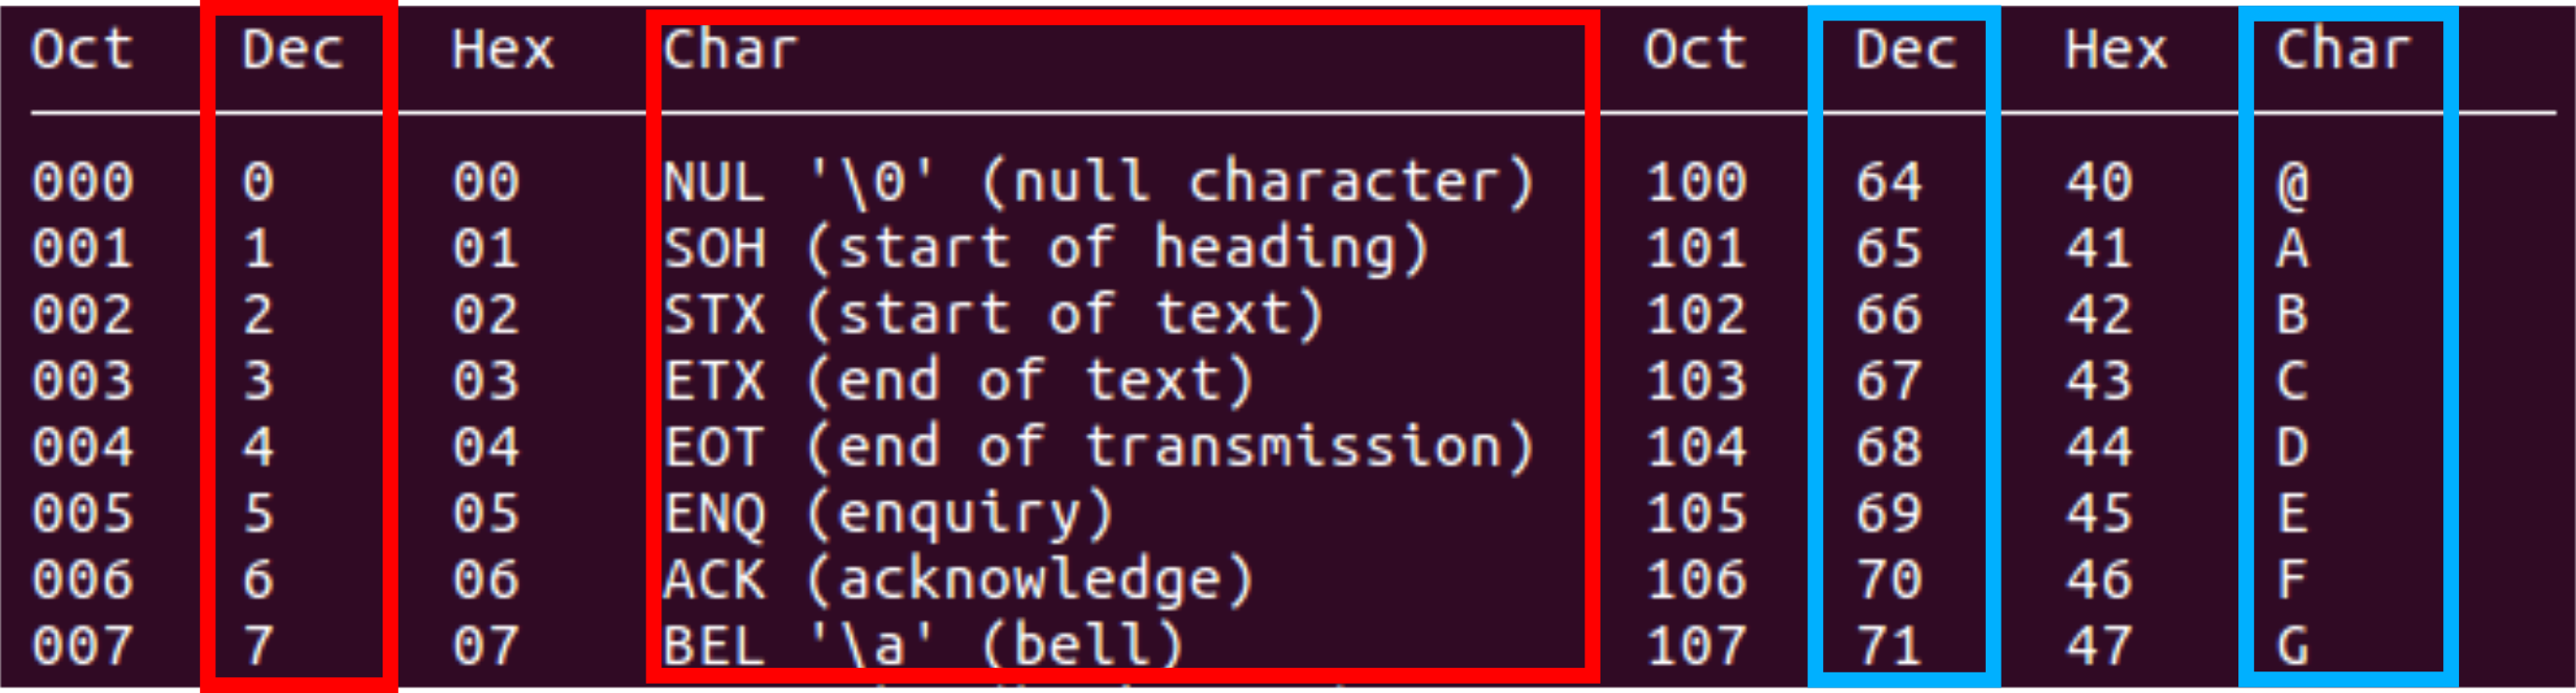 Oct Dec Hex Char Oct Dec Hex Char
000 0 00 NUL '\0' (null character) 100 64 40 @
001 1 01 SOH (start of heading) 101 65 41 A
002 2 02 STX (start of text) 102 66 42 B
003 3 03 ETX (end of text) 103 67 43 C
004 4 04 EOT (end of transmission) 104 68 44 D
005 5 05 ENQ (enquiry) 105 69 45 E
006 6 06 ACK (acknowledge) 106 70 46 F
007 7 07 BEL '\a' (bell) 107 71 47 G